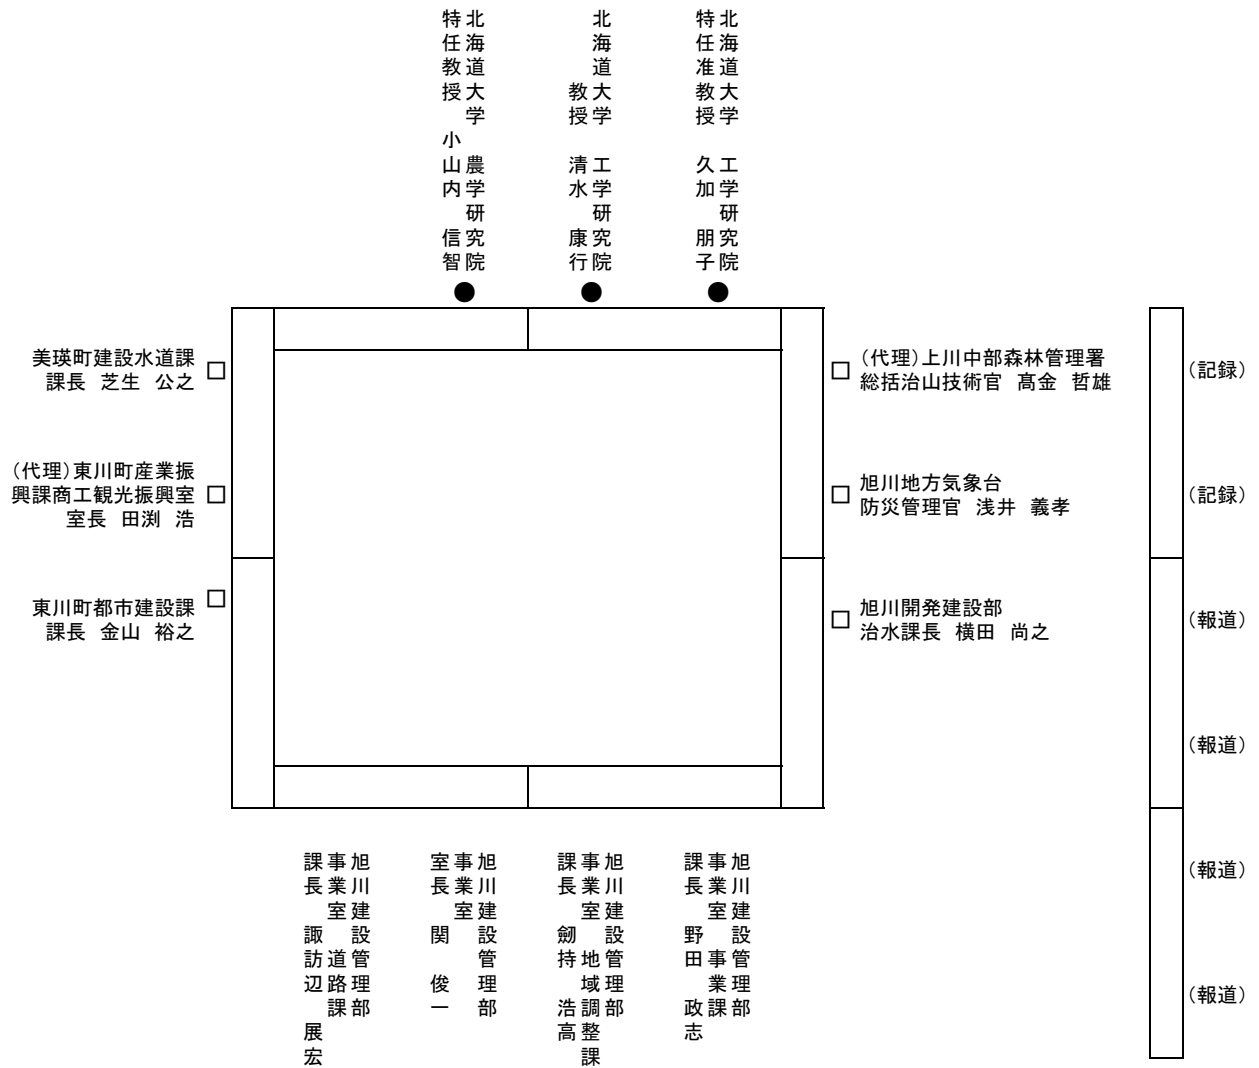 北海道大学 農学研究院
特任教授 小山内 信智
北海道大学 工学研究院
教授 清水 康行
北海道大学 工学研究院
特任准教授 久加 朋子
美瑛町建設水道課
課長 芝生 公之
(代理)東川町産業振
興課商工観光振興室
室長 田渕 浩
東川町都市建設課
課長 金山 裕之
(代理)上川中部森林管理署
総括治山技術官 髙金 哲雄
旭川地方気象台
防災管理官 浅井 義孝
旭川開発建設部
治水課長 横田 尚之
(記録)
(記録)
(報道)
(報道)
(報道)
(報道)
旭川建設管理部
事業室 道路課
課長 諏訪辺 展宏
旭川建設管理部
事業室
室長 関 俊一
旭川建設管理部
事業室 地域調整課
課長 劒持 浩高
旭川建設管理部
事業室 事業課
課長 野田 政志